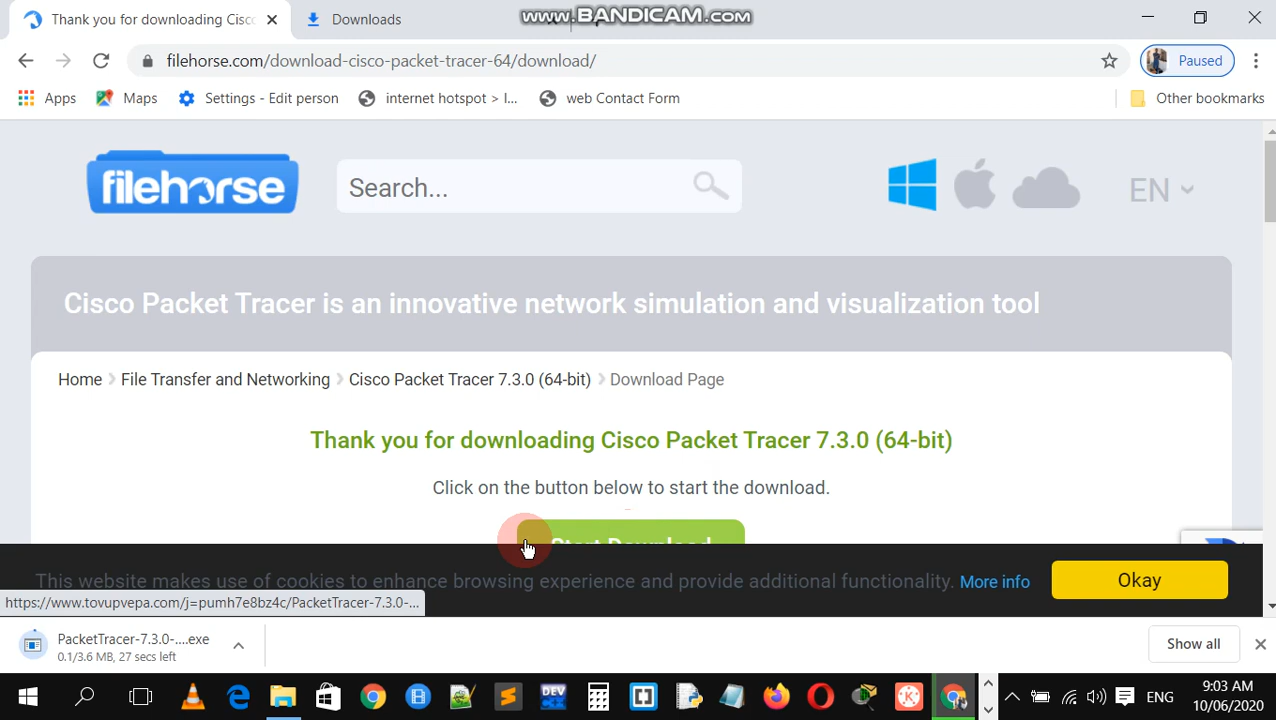 Thank you for downloading Cisc
Downloads
www.BANDICAM.com
filehorse.com/download-cisco-packet-tracer-64/download/
Paused
Apps
Maps
Settings - Edit person
internet hotspot > I...
web Contact Form
Other bookmarks
filehorse
Search...
EN
Cisco Packet Tracer is an innovative network simulation and visualization tool
Home
File Transfer and Networking
Cisco Packet Tracer 7.3.0 (64-bit)
Download Page
Thank you for downloading Cisco Packet Tracer 7.3.0 (64-bit)
Click on the button below to start the download.
Start Download
This website makes use of cookies to enhance browsing experience and provide additional functionality. More info
Okay
https://www.tovupvepa.com/j=pumh7e8bz4c/PacketTracer-7.3.0-...
PacketTracer-7.3.0-....exe
0.1/3.6 MB, 27 secs left
Show all
DEV
ENG
9:03 AM
10/06/2020